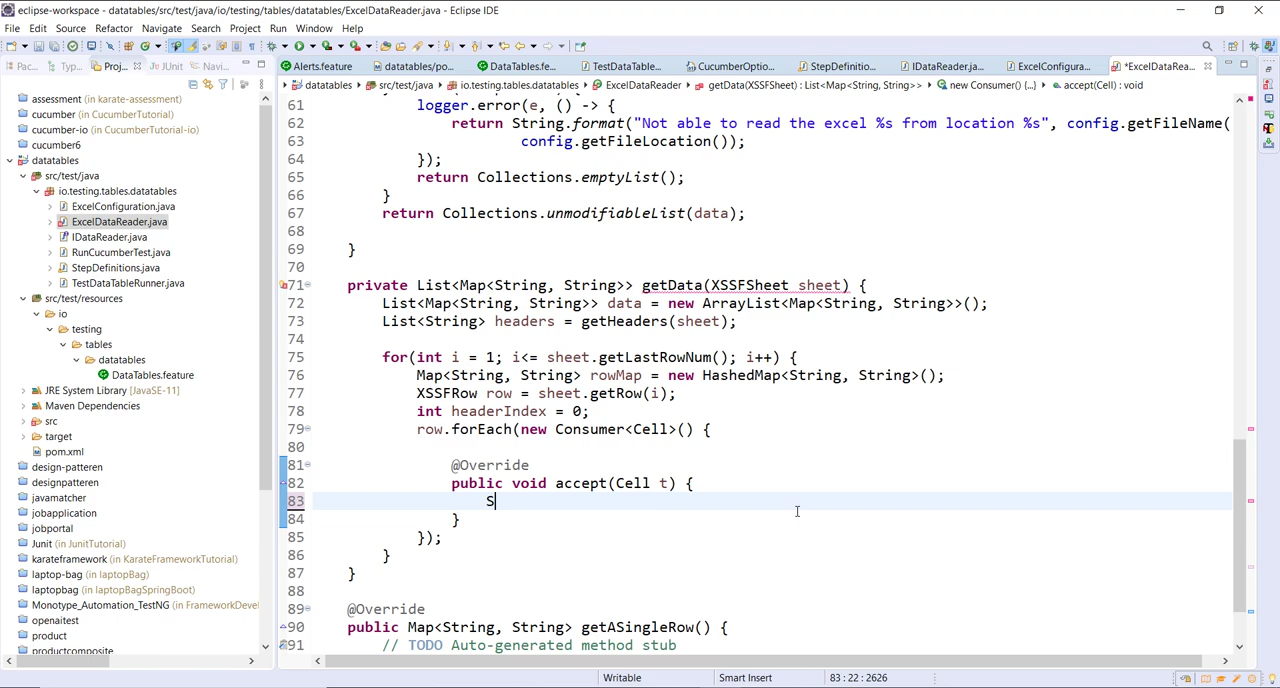 eclipse-workspace - datatables/src/test/java/io/testing/tables/datatables/ExcelDataReader.java - Eclipse IDE
File Edit Source Refactor Navigate Search Project Run Window Help
Pac... Typ... Proj... JUnit Navi...
Alerts.feature datatables/po... DataTables.fe... TestDataTable... CucumberOptio... StepDefinitio... IDataReader.ja... ExcelConfigura... *ExcelDataRea...
datatables src/test/java io.testing.tables.datatables ExcelDataReader getData(XSSFSheet) : List<Map<String, String>> new Consumer() {...} accept(Cell) : void
assessment (in karate-assessment)
cucumber (in CucumberTutorial)
cucumber-io (in CucumberTutorial-io)
cucumber6
datatables
src/test/java
io.testing.tables.datatables
ExcelConfiguration.java
ExcelDataReader.java
IDataReader.java
RunCucumberTest.java
StepDefinitions.java
TestDataTableRunner.java
src/test/resources
io
testing
tables
datatables
DataTables.feature
JRE System Library [JavaSE-11]
Maven Dependencies
src
target
pom.xml
design-patteren
designpatteren
javamatcher
jobapplication
jobportal
Junit (in JunitTutorial)
karateframework (in KarateFrameworkTutorial)
laptop-bag (in laptopBag)
laptopbag (in laptopBagSpringBoot)
Monotype_Automation_TestNG (in FrameworkDeve
openaitest
product
productcomposite
61 logger.error(e, () -> {
62 return String.format("Not able to read the excel %s from location %s", config.getFileName(
63 config.getFileLocation());
64 });
65 return Collections.emptyList();
66 }
67 return Collections.unmodifiableList(data);
68
69 }
70
71 private List<Map<String, String>> getData(XSSFSheet sheet) {
72 List<Map<String, String>> data = new ArrayList<Map<String, String>>();
73 List<String> headers = getHeaders(sheet);
74
75 for(int i = 1; i<= sheet.getLastRowNum(); i++) {
76 Map<String, String> rowMap = new HashedMap<String, String>();
77 XSSFRow row = sheet.getRow(i);
78 int headerIndex = 0;
79 row.forEach(new Consumer<Cell>() {
80
81 @Override
82 public void accept(Cell t) {
83 S
84 }
85 });
86 }
87 }
88
89 @Override
90 public Map<String, String> getASingleRow() {
91 // TODO Auto-generated method stub
Writable Smart Insert 83 : 22 : 2626